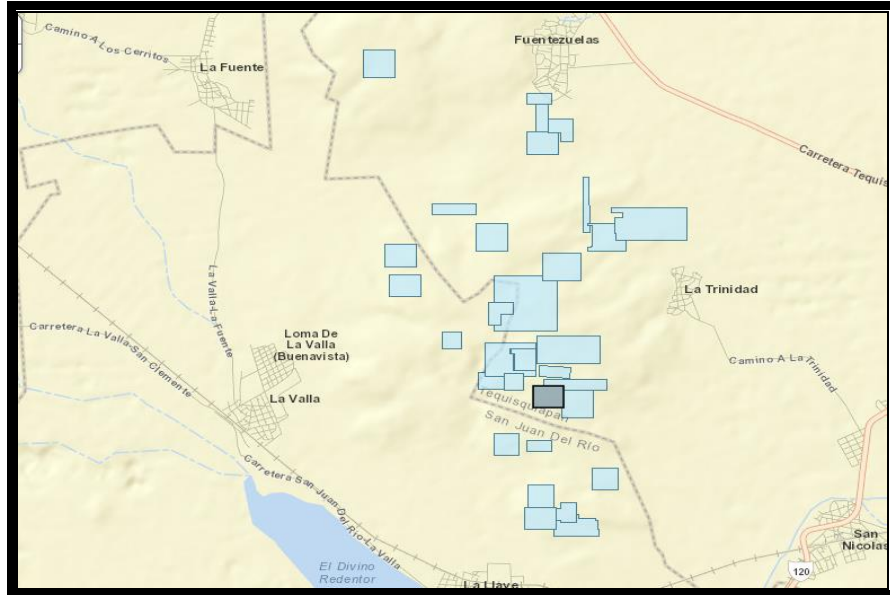 Camino A
Los Cerritos
La Fuente
Fuentezuelas
Carretera Tequis
La Valla-La Fuente
La Trinidad
Carretera La Valla-San Clemente
Loma De
La Valla
(Buenavista)
Camino A La Trinidad
La Valla
Tequisquiapan
San Juan Del Río
Carretera San Juan Del Río-La Valla
San
Nicolas
El Divino
Redentor
120
La Llave